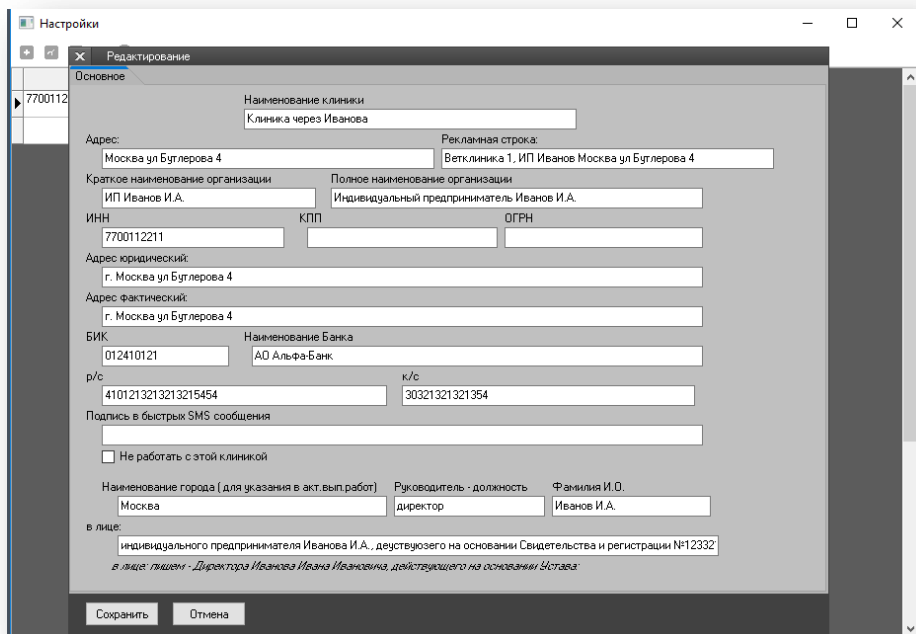 Настройки
Редактирование
Основное
7700112
Наименование клиники
Клиника через Иванова
Адрес: Рекламная строка:
Москва ул Бутлерова 4 Ветклиника 1, ИП Иванов Москва ул Бутлерова 4
Краткое наименование организации Полное наименование организации
ИП Иванов И.А. Индивидуальный предприниматель Иванов И.А.
ИНН КПП ОГРН
7700112211
Адрес юридический:
г. Москва ул Бутлерова 4
Адрес фактический:
г. Москва ул Бутлерова 4
БИК Наименование Банка
012410121 АО Альфа-Банк
р/с к/с
4101213213213215454 30321321321354
Подпись в быстрых SMS сообщения
Не работать с этой клиникой
Наименование города ( для указания в акт.вып.работ) Руководитель - должность Фамилия И.О.
Москва директор Иванов И.А.
в лице:
индивидуального предпринимателя Иванова И.А., деуствуюзего на основании Свидетельства и регистрации №12332
в лице: пишем - Директора Иванова Ивана Ивановича, действующего на основании Устава:
Сохранить Отмена